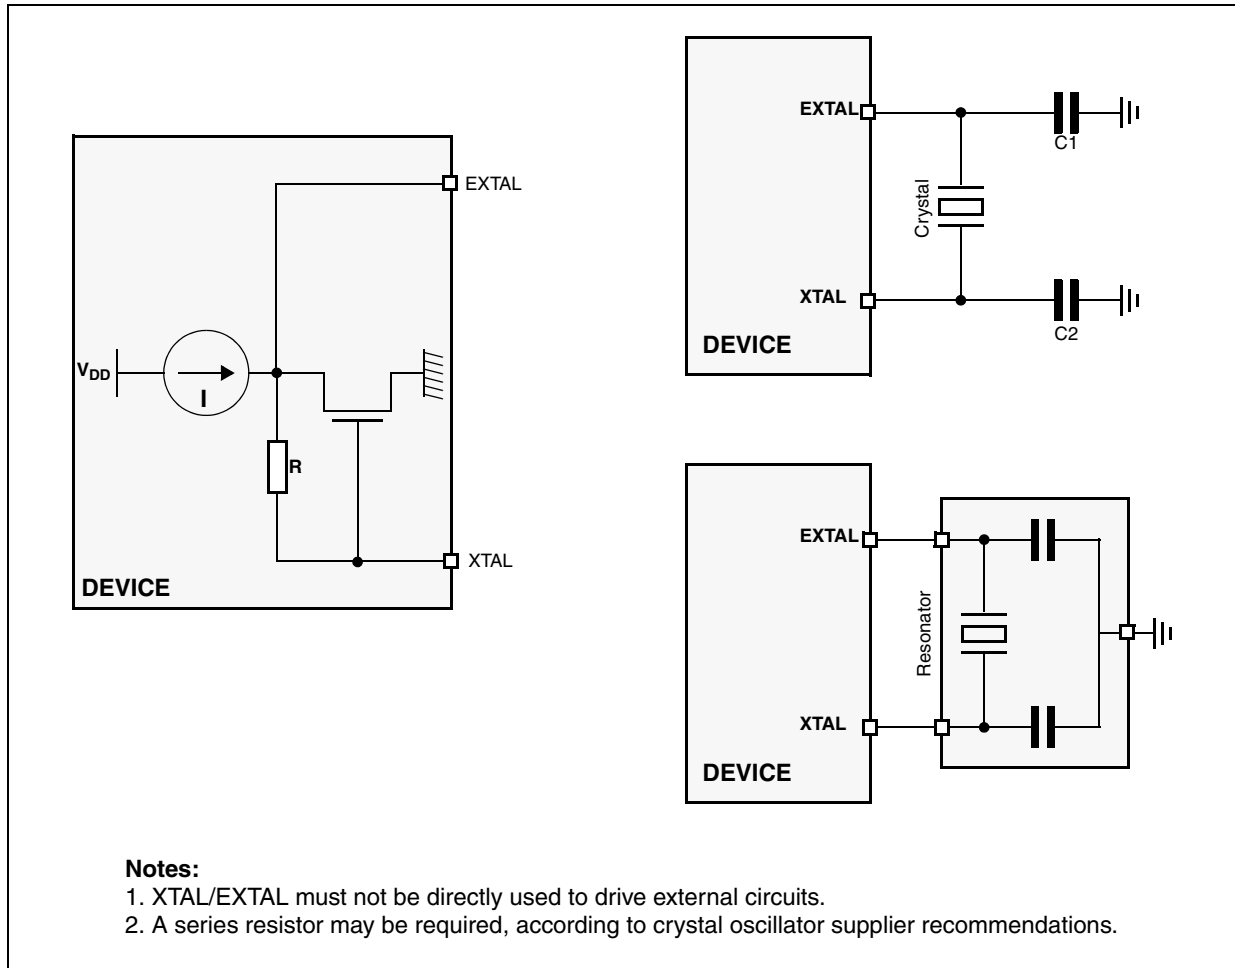 EXTAL
V_DD
I
R
XTAL
DEVICE
EXTAL
C1
Crystal
XTAL
C2
DEVICE
EXTAL
Resonator
XTAL
DEVICE
Notes:
1. XTAL/EXTAL must not be directly used to drive external circuits.
2. A series resistor may be required, according to crystal oscillator supplier recommendations.